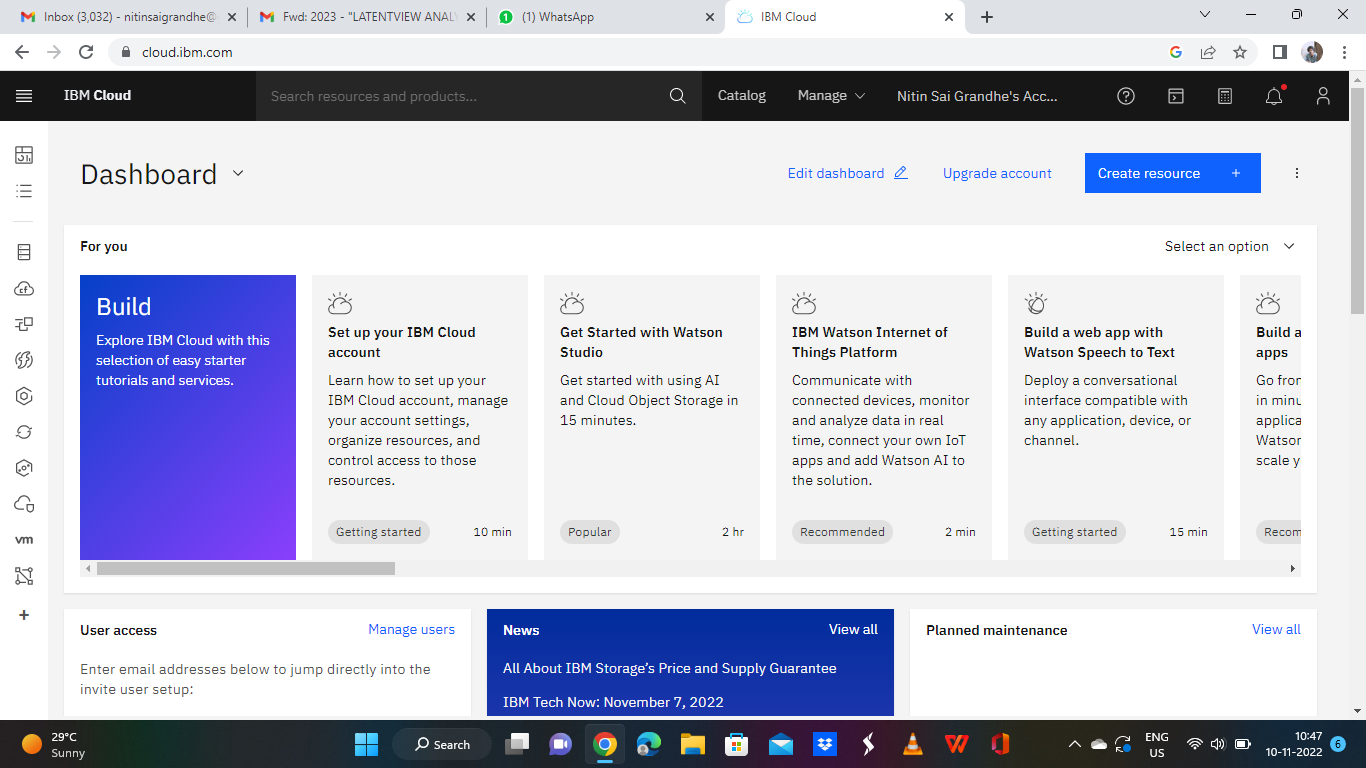 Inbox (3,032) - nitinsaigrandhe@
Fwd: 2023 - "LATENTVIEW ANAL
1
(1) WhatsApp
IBM Cloud
cloud.ibm.com
IBM Cloud
Search resources and products...
Catalog
Manage
Nitin Sai Grandhe's Acc...
Dashboard
Edit dashboard
Upgrade account
Create resource +
For you
Select an option
Build
Explore IBM Cloud with this
selection of easy starter
tutorials and services.
Set up your IBM Cloud
account
Learn how to set up your
IBM Cloud account, manage
your account settings,
organize resources, and
control access to those
resources.
Getting started
10 min
Get Started with Watson
Studio
Get started with using AI
and Cloud Object Storage in
15 minutes.
Popular
2 hr
IBM Watson Internet of
Things Platform
Communicate with
connected devices, monitor
and analyze data in real
time, connect your own IoT
apps and add Watson AI to
the solution.
Recommended
2 min
Build a web app with
Watson Speech to Text
Deploy a conversational
interface compatible with
any application, device, or
channel.
Getting started
15 min
Build a
apps
Go fron
in minu
applica
Watson
scale y
Recom
cf
vm
User access
Manage users
Enter email addresses below to jump directly into the
invite user setup:
News
View all
All About IBM Storage's Price and Supply Guarantee
IBM Tech Now: November 7, 2022
Planned maintenance
View all
29°C
Sunny
Search
ENG
US
10:47
10-11-2022
6